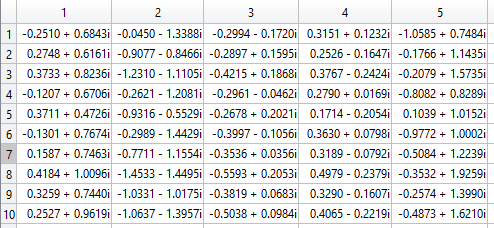 1 2 3 4 5
1 -0.2510 + 0.6843i -0.0450 - 1.3388i -0.2994 - 0.1720i 0.3151 + 0.1232i -1.0585 + 0.7484i
2 0.2748 + 0.6161i -0.9077 - 0.8466i -0.2897 + 0.1595i 0.2526 - 0.1647i -0.1766 + 1.1435i
3 0.3733 + 0.8236i -1.2310 - 1.1105i -0.4215 + 0.1868i 0.3767 - 0.2424i -0.2079 + 1.5735i
4 -0.1207 + 0.6706i -0.2621 - 1.2081i -0.2961 - 0.0462i 0.2790 + 0.0169i -0.8082 + 0.8289i
5 0.3711 + 0.4726i -0.9316 - 0.5529i -0.2678 + 0.2021i 0.1714 - 0.2054i 0.1039 + 1.0152i
6 -0.1301 + 0.7674i -0.2989 - 1.4429i -0.3997 - 0.1056i 0.3630 + 0.0798i -0.9772 + 1.0002i
7 0.1587 + 0.7463i -0.7711 - 1.1554i -0.3536 + 0.0356i 0.3189 - 0.0792i -0.5084 + 1.2239i
8 0.4184 + 1.0096i -1.4533 - 1.4495i -0.5593 + 0.2053i 0.4979 - 0.2379i -0.3532 + 1.9259i
9 0.3259 + 0.7440i -1.0331 - 1.0175i -0.3819 + 0.0683i 0.3290 - 0.1607i -0.2574 + 1.3990i
10 0.2527 + 0.9619i -1.0637 - 1.3957i -0.5038 + 0.0984i 0.4065 - 0.2219i -0.4873 + 1.6210i